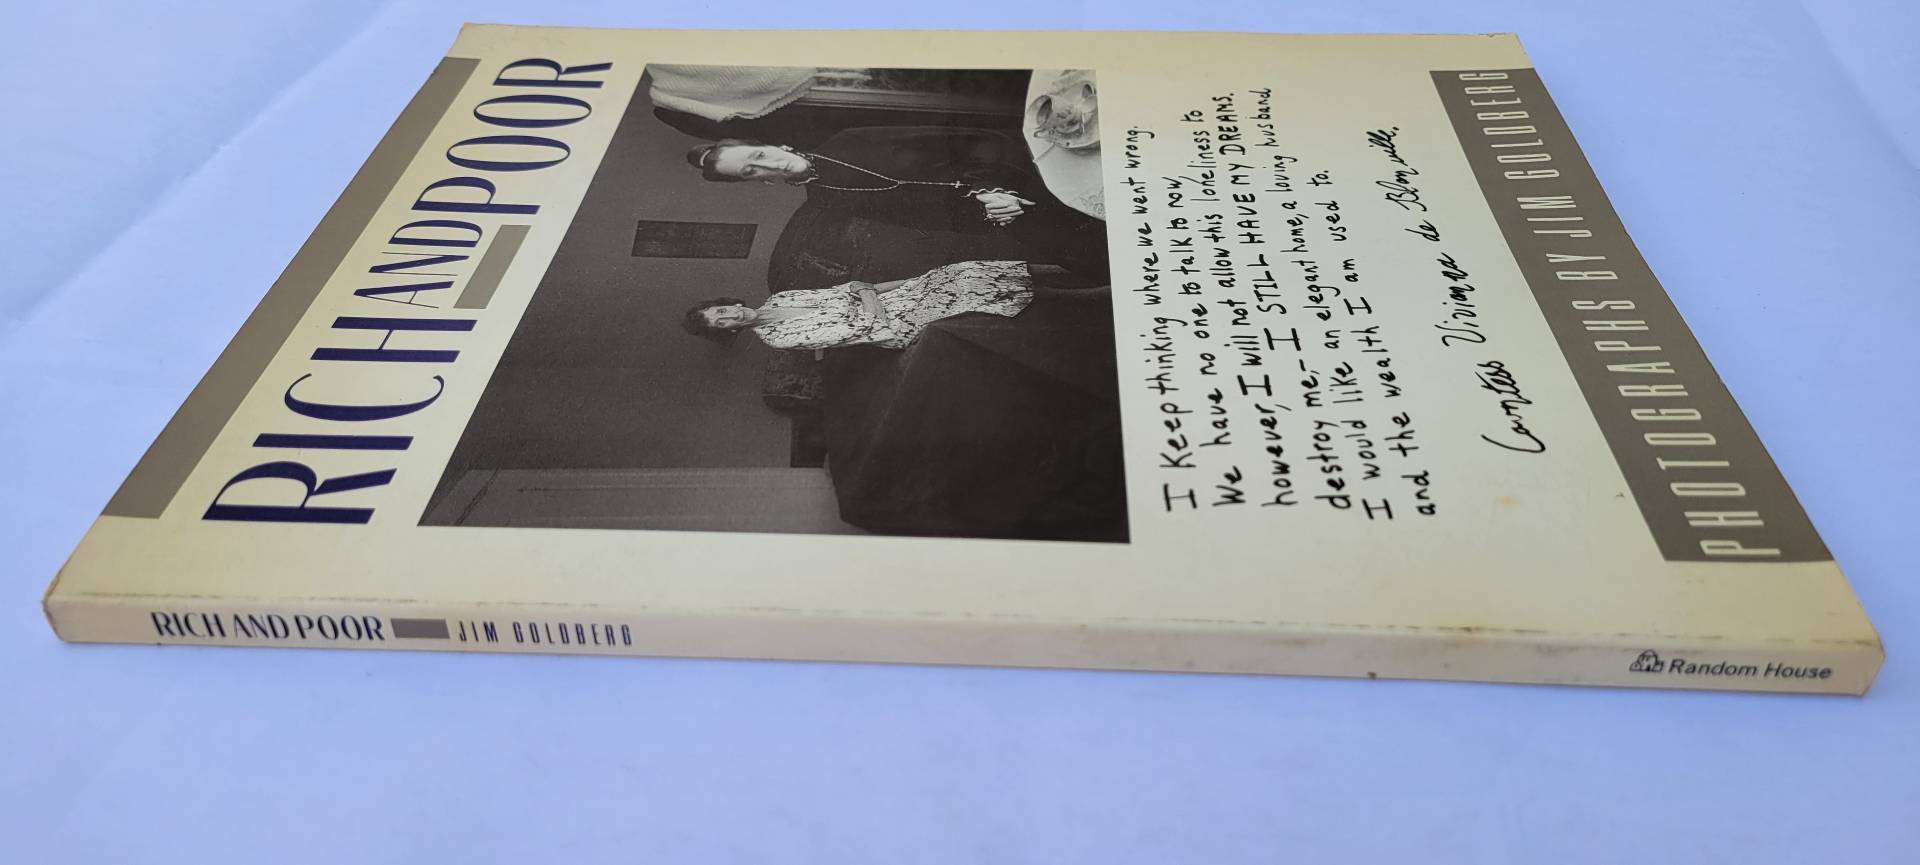 RICH AND POOR
I Keep thinking where we went wrong.
We have no one to talk to now,
however, I will not allow this loneliness to
destroy me,– I STILL HAVE MY DREAMS.
I would like an elegant home, a loving husband
and the wealth I am used to.
Countess Vivianna de Blonville.
PHOTOGRAPHS BY JIM GOLDBERG
RICH AND POOR JIM GOLDBERG
Random House